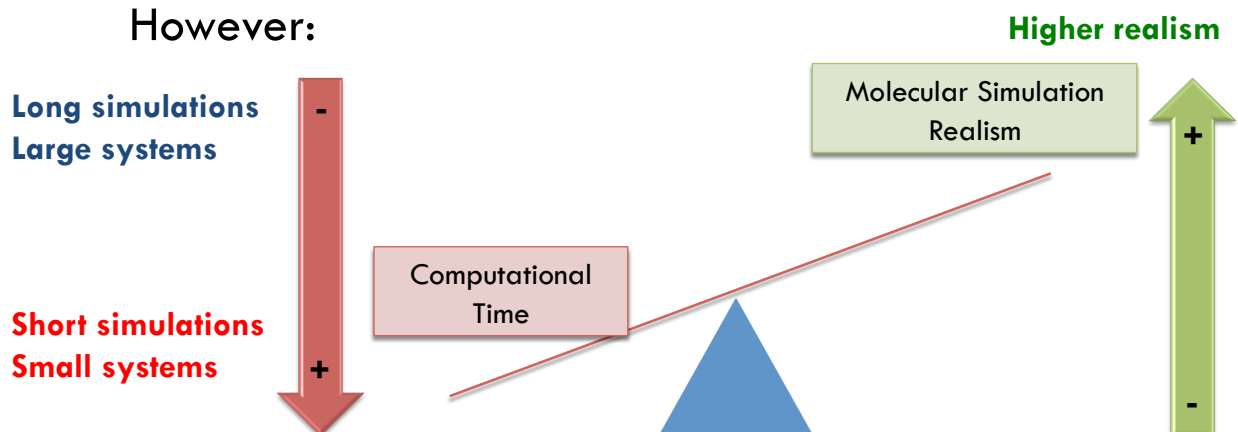 However:
Higher realism
Long simulations
Large systems
-
Molecular Simulation
Realism
+
Computational
Time
Short simulations
Small systems
+
-